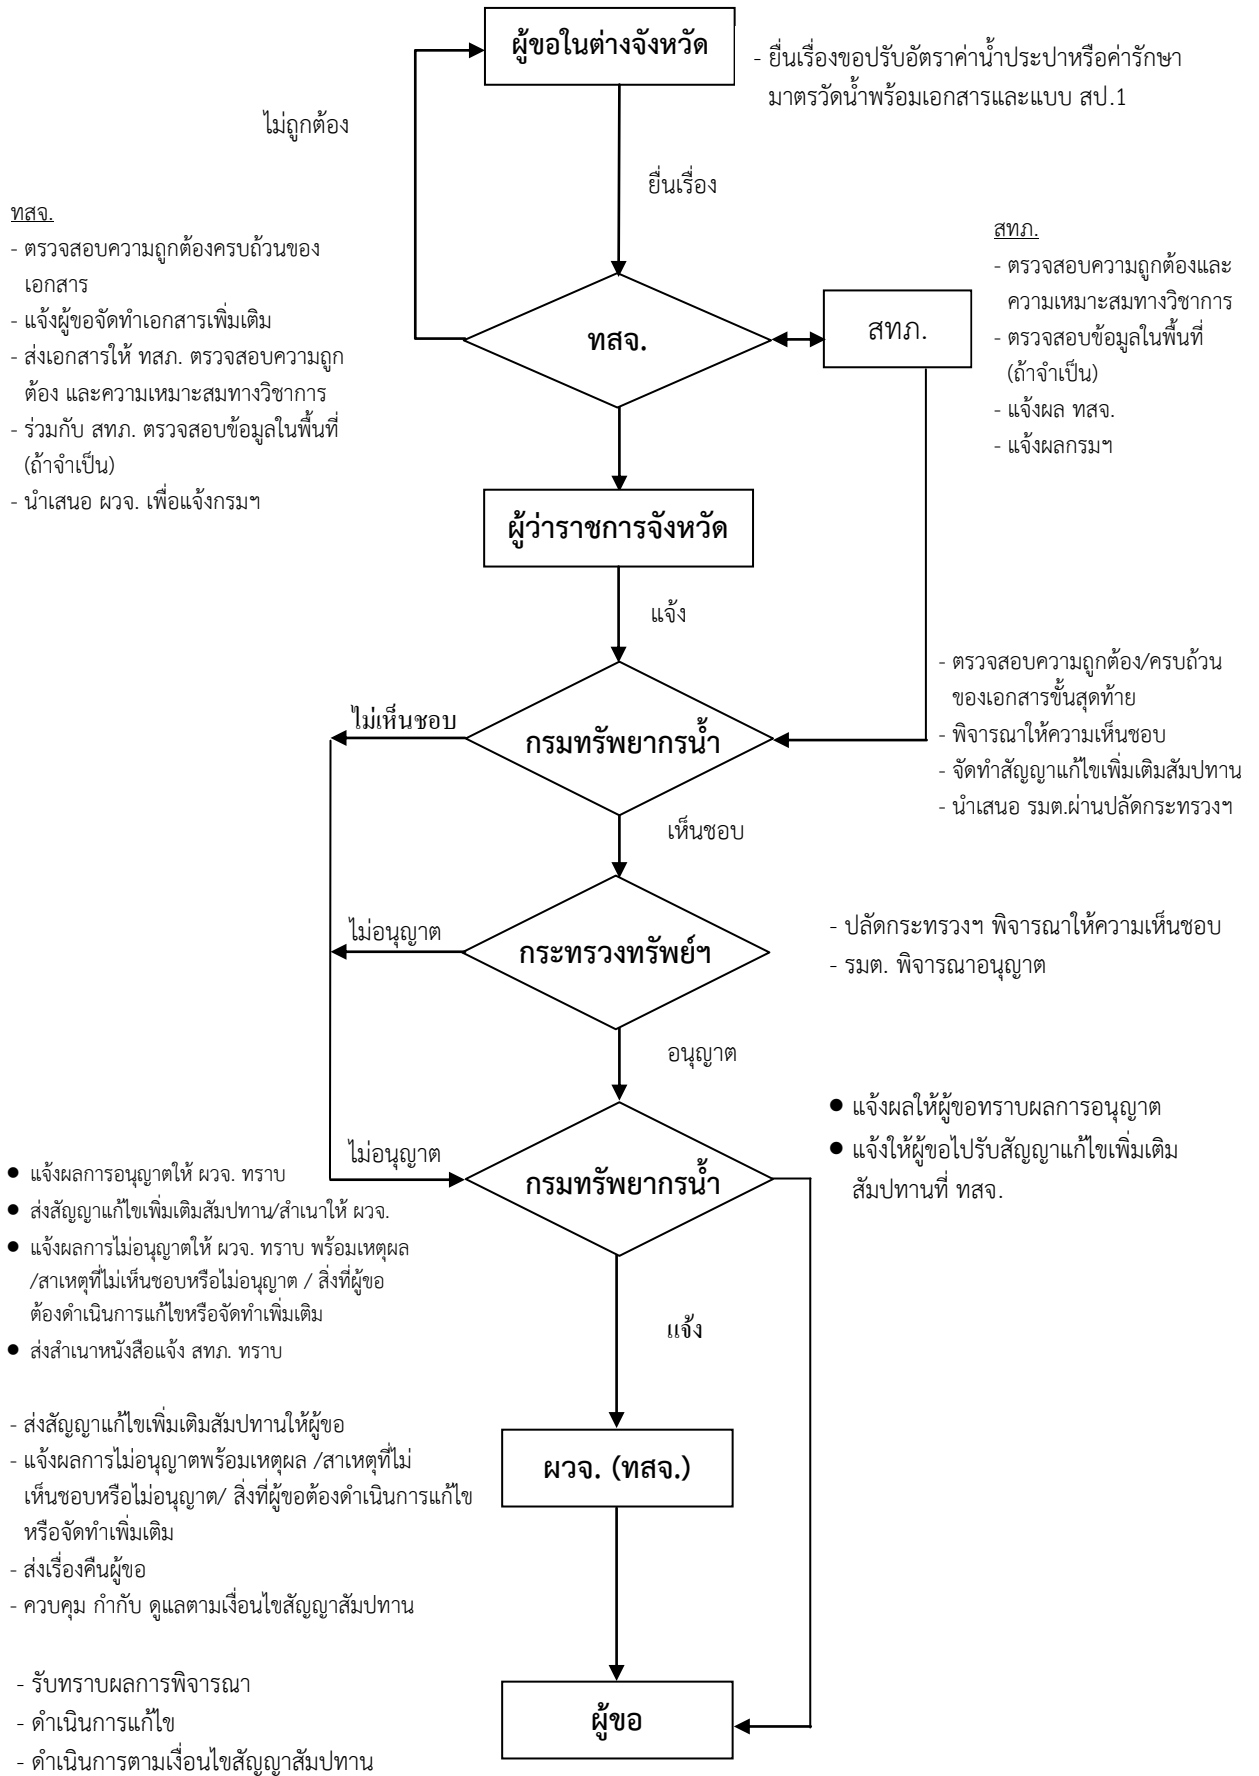 ผู้ขอในต่างจังหวัด
- ยื่นเรื่องขอปรับอัตราค่าน้ำประปาหรือค่ารักษา
มาตรวัดน้ำพร้อมเอกสารและแบบ สป.1
ไม่ถูกต้อง
ยื่นเรื่อง
ทสจ.
- ตรวจสอบความถูกต้องครบถ้วนของ
เอกสาร
- แจ้งผู้ขอจัดทำเอกสารเพิ่มเติม
- ส่งเอกสารให้ ทสภ. ตรวจสอบความถูก
ต้อง และความเหมาะสมทางวิชาการ
- ร่วมกับ สทภ. ตรวจสอบข้อมูลในพื้นที่
(ถ้าจำเป็น)
- นำเสนอ ผวจ. เพื่อแจ้งกรมฯ
ทสจ.
สทภ.
สทภ.
- ตรวจสอบความถูกต้องและ
ความเหมาะสมทางวิชาการ
- ตรวจสอบข้อมูลในพื้นที่
(ถ้าจำเป็น)
- แจ้งผล ทสจ.
- แจ้งผลกรมฯ
ผู้ว่าราชการจังหวัด
แจ้ง
- ตรวจสอบความถูกต้อง/ครบถ้วน
ของเอกสารขั้นสุดท้าย
- พิจารณาให้ความเห็นชอบ
- จัดทำสัญญาแก้ไขเพิ่มเติมสัมปทาน
- นำเสนอ รมต.ผ่านปลัดกระทรวงฯ
ไม่เห็นชอบ
กรมทรัพยากรน้ำ
เห็นชอบ
ไม่อนุญาต
กระทรวงทรัพย์ฯ
- ปลัดกระทรวงฯ พิจารณาให้ความเห็นชอบ
- รมต. พิจารณาอนุญาต
อนุญาต
● แจ้งผลให้ผู้ขอทราบผลการอนุญาต
● แจ้งให้ผู้ขอไปรับสัญญาแก้ไขเพิ่มเติม
สัมปทานที่ ทสจ.
ไม่อนุญาต
กรมทรัพยากรน้ำ
● แจ้งผลการอนุญาตให้ ผวจ. ทราบ
● ส่งสัญญาแก้ไขเพิ่มเติมสัมปทาน/สำเนาให้ ผวจ.
● แจ้งผลการไม่อนุญาตให้ ผวจ. ทราบ พร้อมเหตุผล
/สาเหตุที่ไม่เห็นชอบหรือไม่อนุญาต / สิ่งที่ผู้ขอ
ต้องดำเนินการแก้ไขหรือจัดทำเพิ่มเติม
● ส่งสำเนาหนังสือแจ้ง สทภ. ทราบ
แจ้ง
- ส่งสัญญาแก้ไขเพิ่มเติมสัมปทานให้ผู้ขอ
- แจ้งผลการไม่อนุญาตพร้อมเหตุผล /สาเหตุที่ไม่
เห็นชอบหรือไม่อนุญาต/ สิ่งที่ผู้ขอต้องดำเนินการแก้ไข
หรือจัดทำเพิ่มเติม
- ส่งเรื่องคืนผู้ขอ
- ควบคุม กำกับ ดูแลตามเงื่อนไขสัญญาสัมปทาน
ผวจ. (ทสจ.)
- รับทราบผลการพิจารณา
- ดำเนินการแก้ไข
- ดำเนินการตามเงื่อนไขสัญญาสัมปทาน
ผู้ขอ